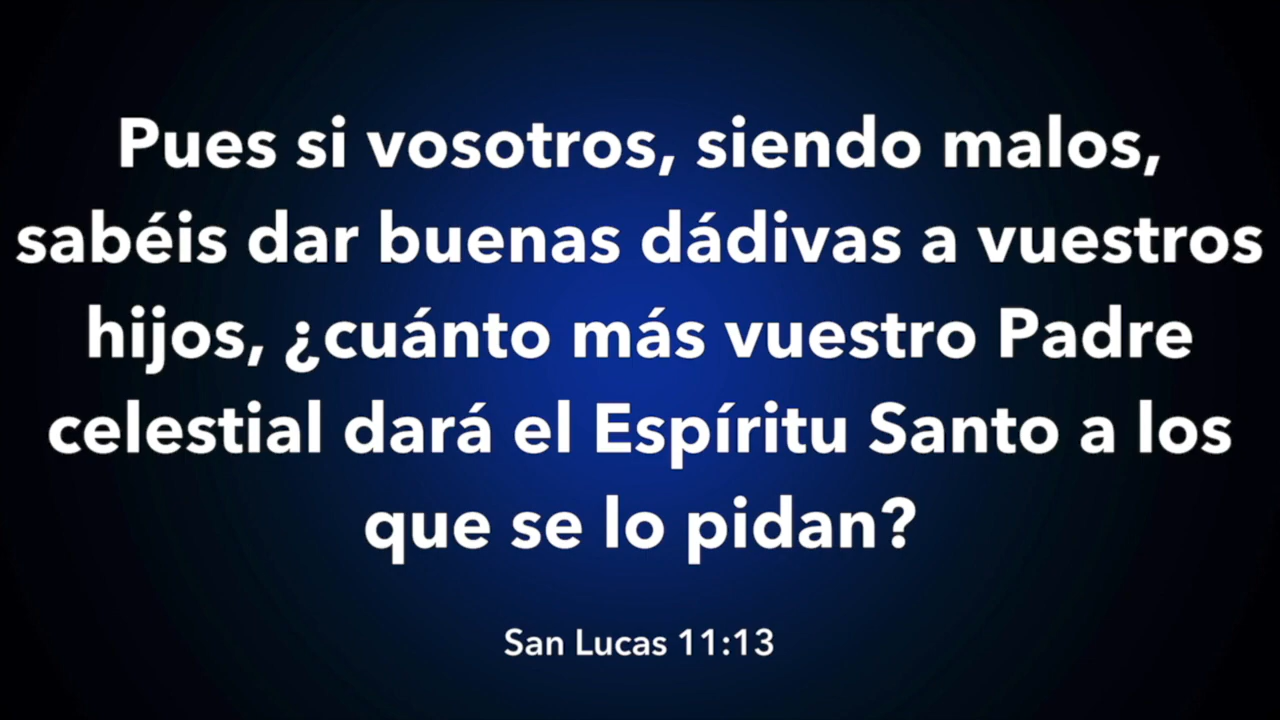 Pues si vosotros, siendo malos,
sabéis dar buenas dádivas a vuestros
hijos, ¿cuánto más vuestro Padre
celestial dará el Espíritu Santo a los
que se lo pidan?
San Lucas 11:13